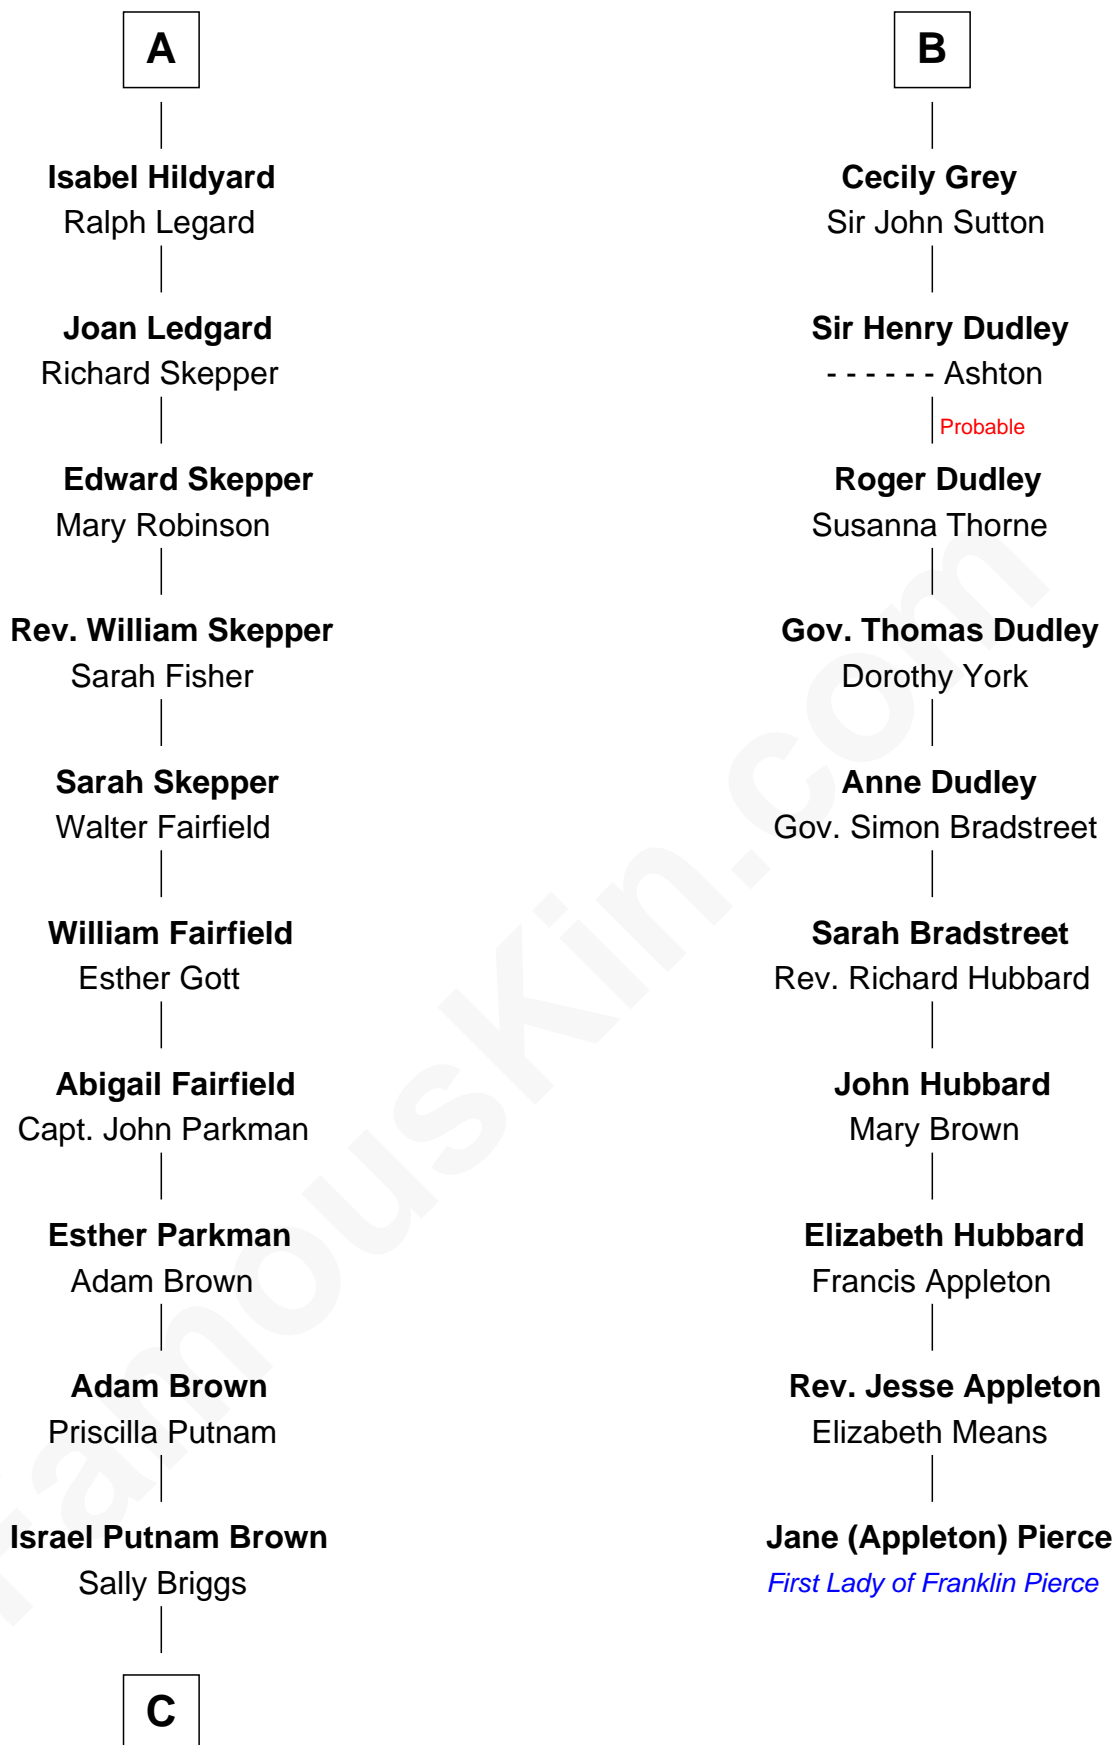 A
Isabel Hildyard
Ralph Legard
Joan Ledgard
Richard Skepper
Edward Skepper
Mary Robinson
Rev. William Skepper
Sarah Fisher
Sarah Skepper
Walter Fairfield
William Fairfield
Esther Gott
Abigail Fairfield
Capt. John Parkman
Esther Parkman
Adam Brown
Adam Brown
Priscilla Putnam
Israel Putnam Brown
Sally Briggs
C
B
Cecily Grey
Sir John Sutton
Sir Henry Dudley
- - - - - - Ashton
Probable
Roger Dudley
Susanna Thorne
Gov. Thomas Dudley
Dorothy York
Anne Dudley
Gov. Simon Bradstreet
Sarah Bradstreet
Rev. Richard Hubbard
John Hubbard
Mary Brown
Elizabeth Hubbard
Francis Appleton
Rev. Jesse Appleton
Elizabeth Means
Jane (Appleton) Pierce
First Lady of Franklin Pierce
FamousKin.com